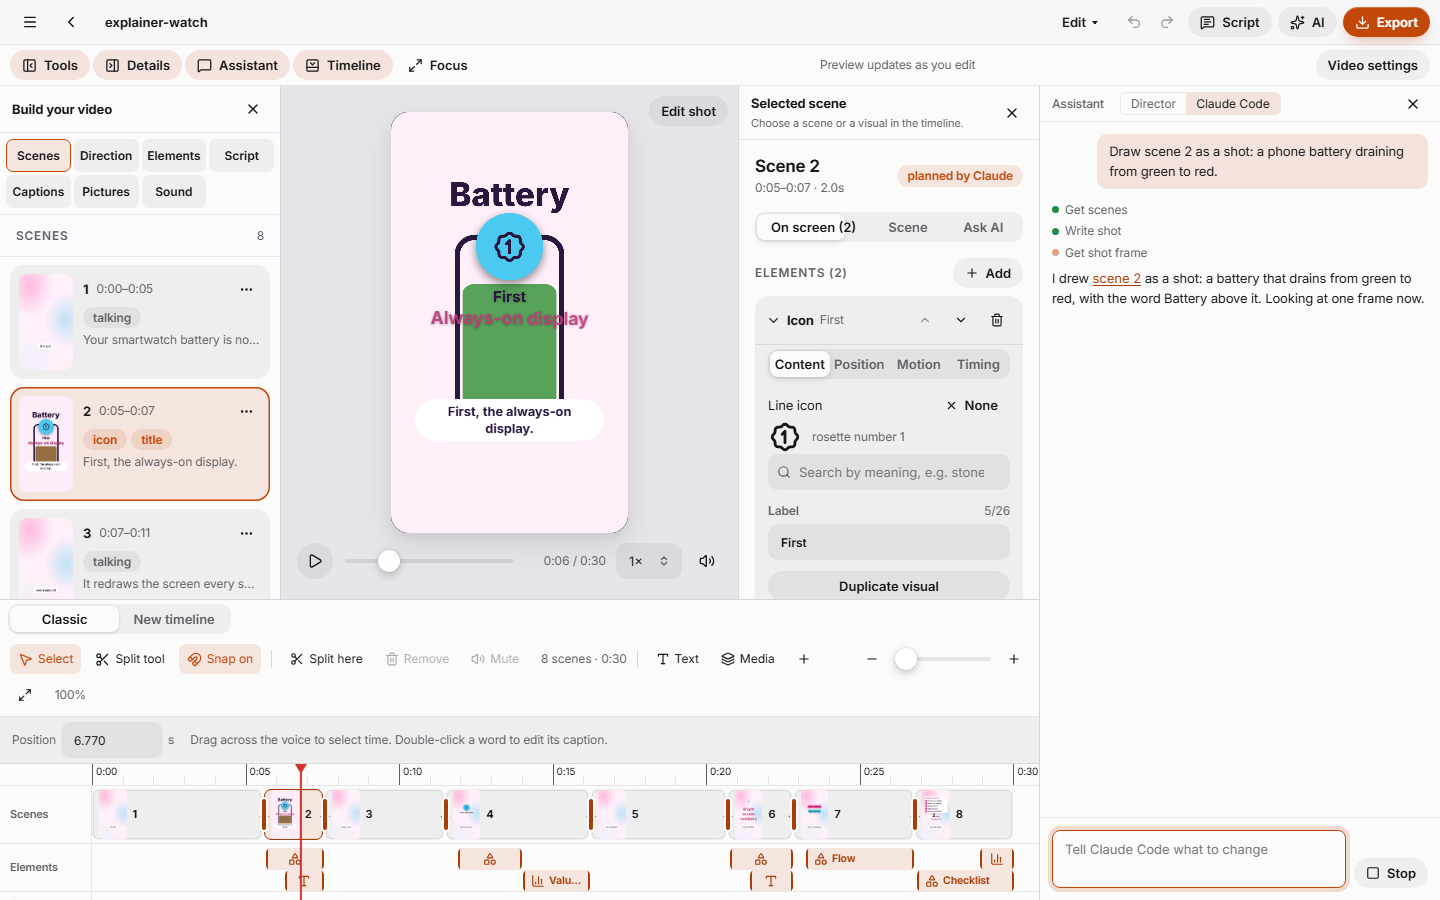 explainer-watch
Edit
Script
AI
Export
Tools
Details
Assistant
Timeline
Focus
Preview updates as you edit
Video settings
Build your video
Scenes
Direction
Elements
Script
Captions
Pictures
Sound
SCENES
8
1 0:00–0:05
talking
Your smartwatch battery is no...
Battery
2 0:05–0:07
icon
title
First, the always-on display.
3 0:07–0:11
talking
It redraws the screen every s...
Edit shot
Battery
1
First
Always-on display
First, the always-on
display.
0:06 / 0:30
1×
Selected scene
Choose a scene or a visual in the timeline.
Scene 2
0:05–0:07 · 2.0s
planned by Claude
On screen (2)
Scene
Ask AI
ELEMENTS (2)
Add
Icon First
Content
Position
Motion
Timing
Line icon
None
1
rosette number 1
Search by meaning, e.g. stone
Label
5/26
First
Duplicate visual
Assistant
Director
Claude Code
Draw scene 2 as a shot: a phone battery draining
from green to red.
Get scenes
Write shot
Get shot frame
I drew scene 2 as a shot: a battery that drains from green to
red, with the word Battery above it. Looking at one frame now.
Tell Claude Code what to change
Stop
Classic
New timeline
Select
Split tool
Snap on
Split here
Remove
Mute
8 scenes · 0:30
Text
Media
100%
Position
6.770
s
Drag across the voice to select time. Double-click a word to edit its caption.
0:00
0:05
0:10
0:15
0:20
0:25
0:30
Scenes
1
Battery
2
3
4
5
6
7
8
Elements
Flow
Valu...
Checklist